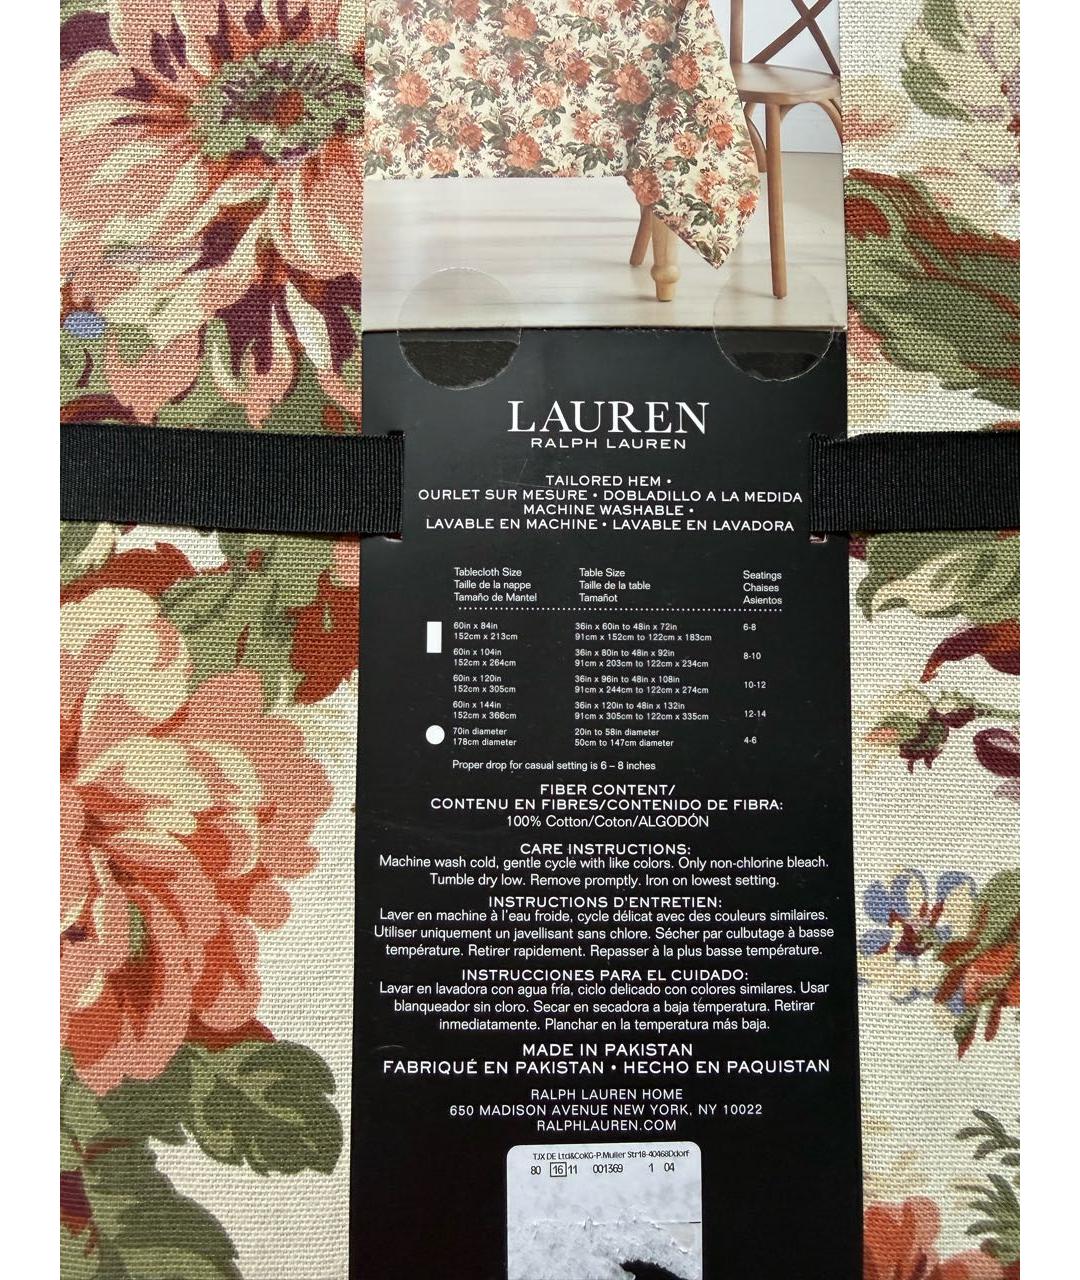 LAUREN
RALPH LAUREN
TAILORED HEM •
OURLET SUR MESURE • DOBLADILLO A LA MEDIDA
MACHINE WASHABLE •
LAVABLE EN MACHINE • LAVABLE EN LAVADORA
Tablecloth Size Table Size Seatings
Taille de la nappe Taille de la table Chaises
Tamaño de Mantel Tamañot Asientos
60in x 84in 36in x 60in to 48in x 72in 6-8
152cm x 213cm 91cm x 152cm to 122cm x 183cm
60in x 104in 36in x 80in to 48in x 92in 8-10
152cm x 264cm 91cm x 203cm to 122cm x 234cm
60in x 120in 36in x 96in to 48in x 108in 10-12
152cm x 305cm 91cm x 244cm to 122cm x 274cm
60in x 144in 36in x 120in to 48in x 132in 12-14
152cm x 366cm 91cm x 305cm to 122cm x 335cm
70in diameter 20in to 58in diameter 4-6
178cm diameter 50cm to 147cm diameter
Proper drop for casual setting is 6 – 8 inches
FIBER CONTENT/
CONTENU EN FIBRES/CONTENIDO DE FIBRA:
100% Cotton/Coton/ALGODÓN
CARE INSTRUCTIONS:
Machine wash cold, gentle cycle with like colors. Only non-chlorine bleach.
Tumble dry low. Remove promptly. Iron on lowest setting.
INSTRUCTIONS D'ENTRETIEN:
Laver en machine à l'eau froide, cycle délicat avec des couleurs similaires.
Utiliser uniquement un javellisant sans chlore. Sécher par culbutage à basse
température. Retirer rapidement. Repasser à la plus basse température.
INSTRUCCIONES PARA EL CUIDADO:
Lavar en lavadora con agua fría, ciclo delicado con colores similares. Usar
blanqueador sin cloro. Secar en secadora a baja temperatura. Retirar
inmediatamente. Planchar en la temperatura más baja.
MADE IN PAKISTAN
FABRIQUÉ EN PAKISTAN • HECHO EN PAQUISTAN
RALPH LAUREN HOME
650 MADISON AVENUE NEW YORK, NY 10022
RALPHLAUREN.COM
TJX DE Ltd&CoKG-P.Muller Str18-40468Ddorf
80 16 11 001369 1 04